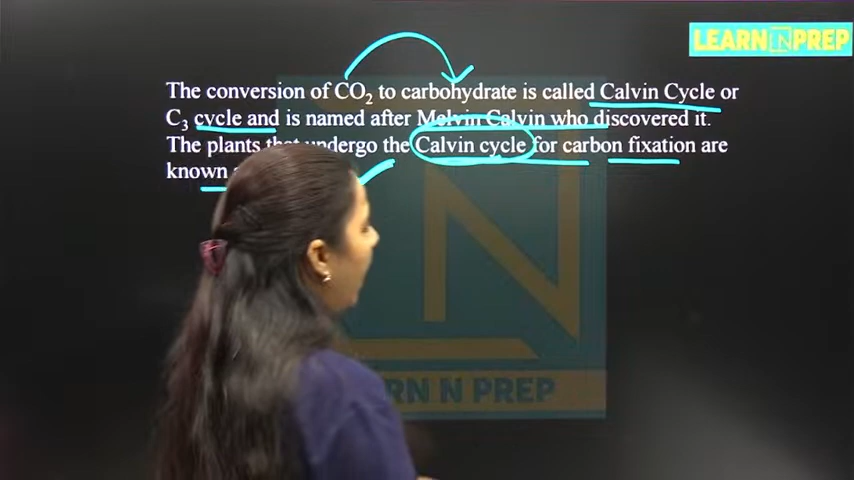 LEARN N PREP
The conversion of CO₂ to carbohydrate is called Calvin Cycle or
C₃ cycle and is named after Melvin Calvin who discovered it.
The plants that undergo the Calvin cycle for carbon fixation are
known
RN N PREP